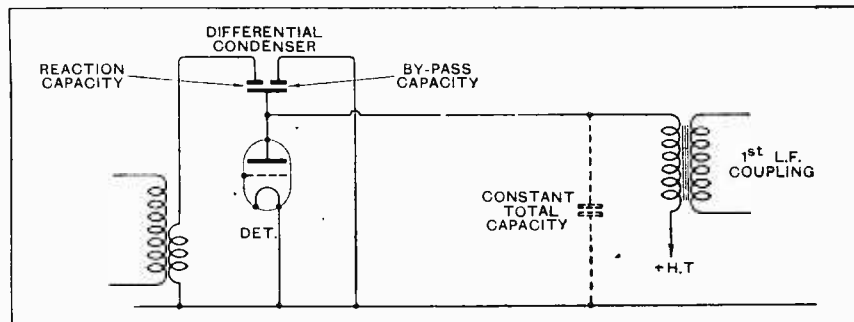 DIFFERENTIAL
CONDENSER
REACTION
CAPACITY
BY-PASS
CAPACITY
DET.
CONSTANT
TOTAL
CAPACITY
1st L.F.
COUPLING
+H.T